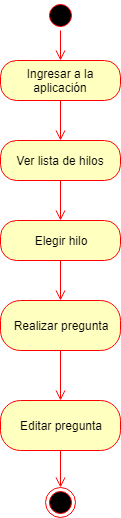 Ingresar a la
aplicación
Ver lista de hilos
Elegir hilo
Realizar pregunta
Editar pregunta